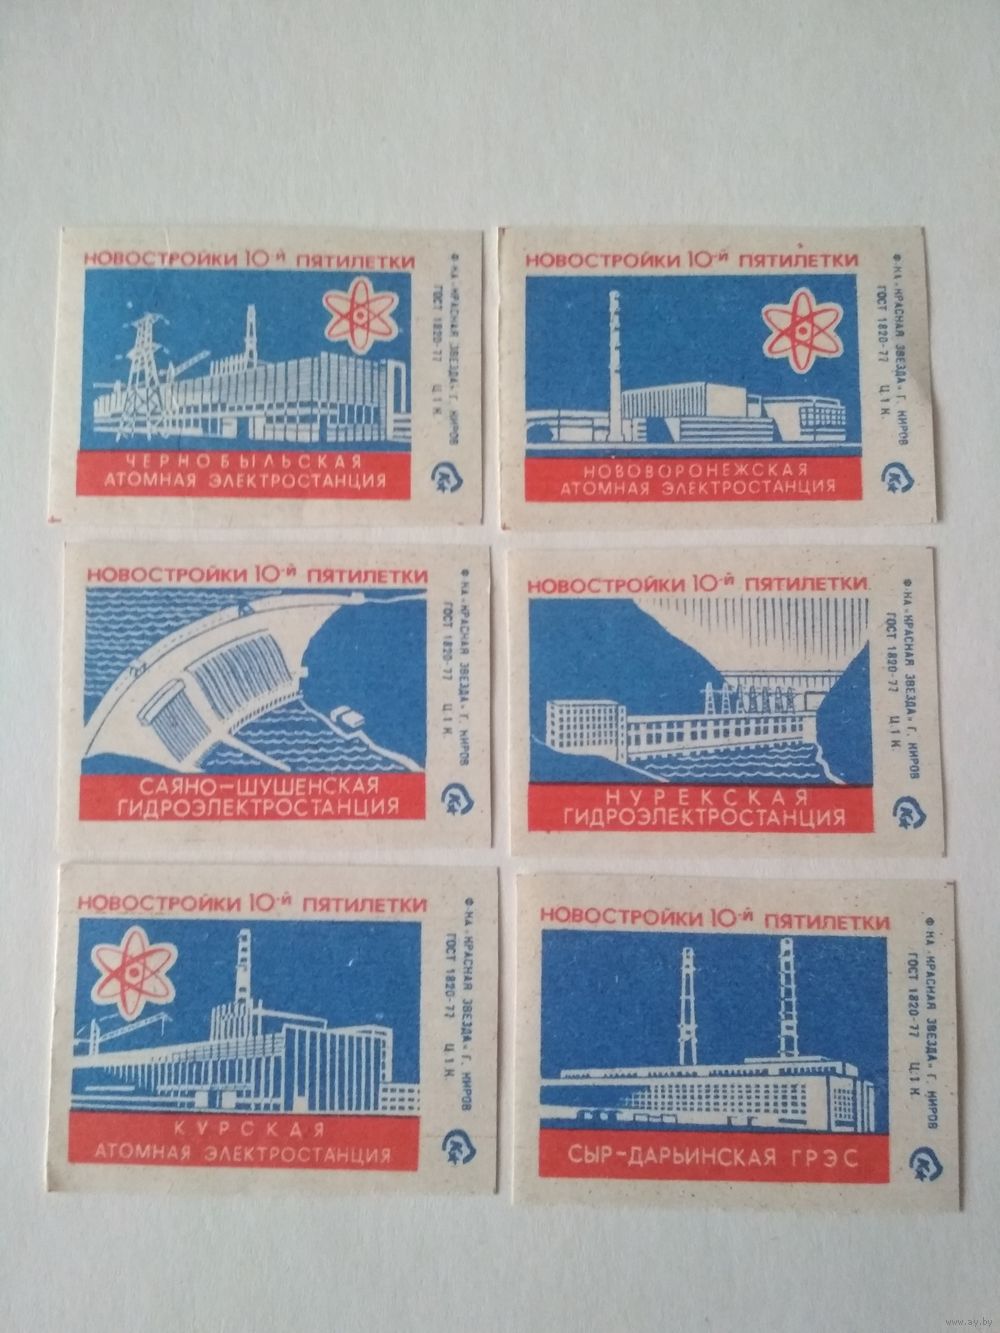 НОВОСТРОЙКИ 10-Й ПЯТИЛЕТКИ
ЧЕРНОБЫЛЬСКАЯ
АТОМНАЯ ЭЛЕКТРОСТАНЦИЯ
Ф-КА „КРАСНАЯ ЗВЕЗДА" Г. КИРОВ
ГОСТ 1820-77 Ц.1 К.
НОВОСТРОЙКИ 10-Й ПЯТИЛЕТКИ
НОВОВОРОНЕЖСКАЯ
АТОМНАЯ ЭЛЕКТРОСТАНЦИЯ
Ф-КА „КРАСНАЯ ЗВЕЗДА" Г. КИРОВ
ГОСТ 1820-77 Ц.1 К.
НОВОСТРОЙКИ 10-Й ПЯТИЛЕТКИ
САЯНО-ШУШЕНСКАЯ
ГИДРОЭЛЕКТРОСТАНЦИЯ
Ф-КА „КРАСНАЯ ЗВЕЗДА" Г. КИРОВ
ГОСТ 1820-77 Ц.1 К.
НОВОСТРОЙКИ 10-Й ПЯТИЛЕТКИ
НУРЕКСКАЯ
ГИДРОЭЛЕКТРОСТАНЦИЯ
Ф-КА „КРАСНАЯ ЗВЕЗДА" Г. КИРОВ
ГОСТ 1820-77 Ц.1 К.
НОВОСТРОЙКИ 10-Й ПЯТИЛЕТКИ
КУРСКАЯ
АТОМНАЯ ЭЛЕКТРОСТАНЦИЯ
Ф-КА „КРАСНАЯ ЗВЕЗДА" Г. КИРОВ
ГОСТ 1820-77 Ц.1 К.
НОВОСТРОЙКИ 10-Й ПЯТИЛЕТКИ
СЫР-ДАРЬИНСКАЯ ГРЭС
Ф-КА „КРАСНАЯ ЗВЕЗДА" Г. КИРОВ
ГОСТ 1820-77 Ц.1 К.
www.ay.by